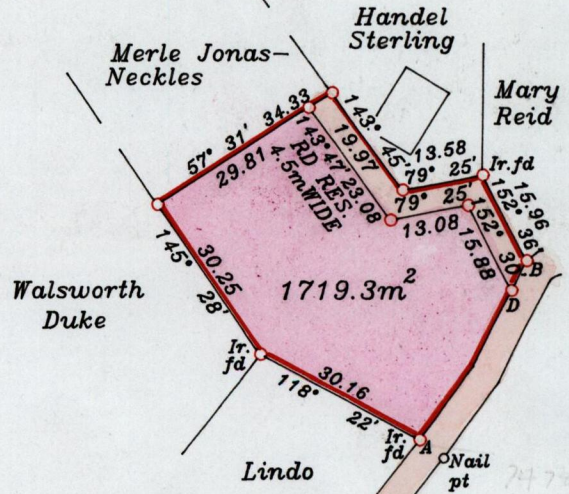 Handel
Sterling
Merle Jonas-
Neckles
Mary
Reid
57° 31' 34.33
29.81
143° 45'
19.97
143° 47' 23.08
RD RES.
4.5mWIDE
13.58
79° 25'
79° 25'
13.08
Ir.fd
152° 36'
15.96
152° 30'
15.88
B
D
30.25
145° 28'
1719.3m²
Walsworth
Duke
Ir.
fd
30.16
118° 22'
Ir.
fd
A
Nail
pt
Lindo